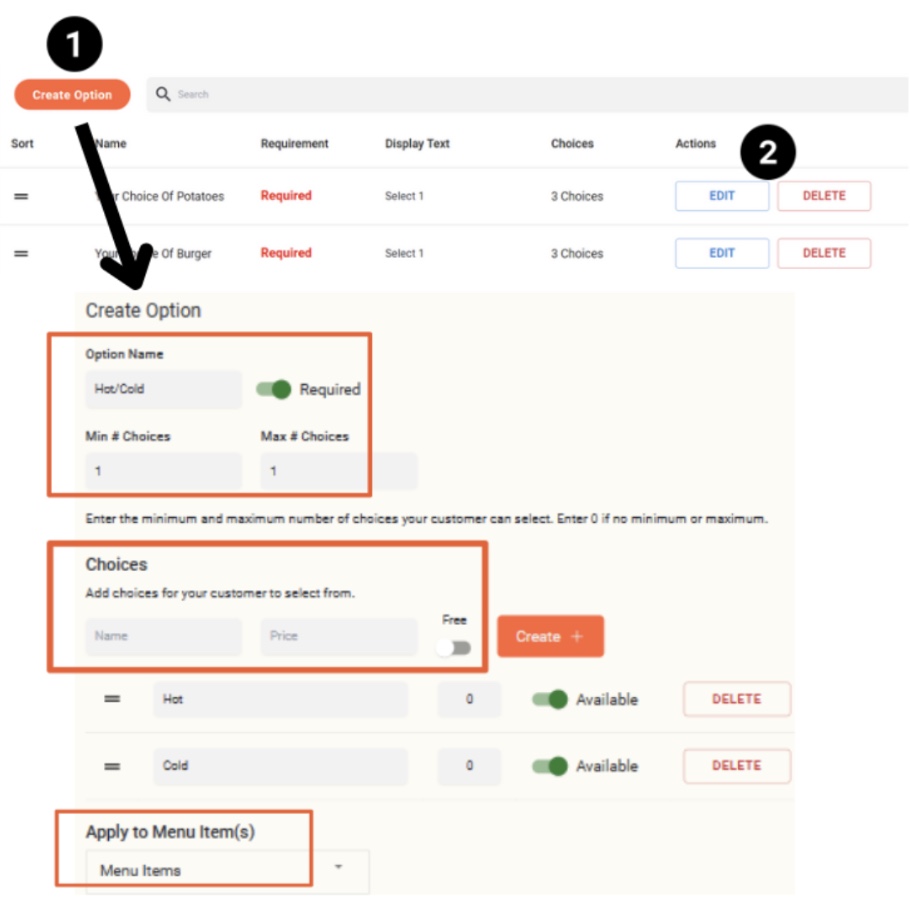 1
Create Option Search
Sort Name Requirement Display Text Choices Actions 2
Choice Of Potatoes Required Select 1 3 Choices EDIT DELETE
Of Burger Required Select 1 3 Choices EDIT DELETE
Create Option
Option Name
Hot/Cold Required
Min # Choices Max # Choices
1 1
Enter the minimum and maximum number of choices your customer can select. Enter 0 if no minimum or maximum.
Choices
Add choices for your customer to select from.
Free
Name Price Create +
Hot 0 Available DELETE
Cold 0 Available DELETE
Apply to Menu Item(s)
Menu Items